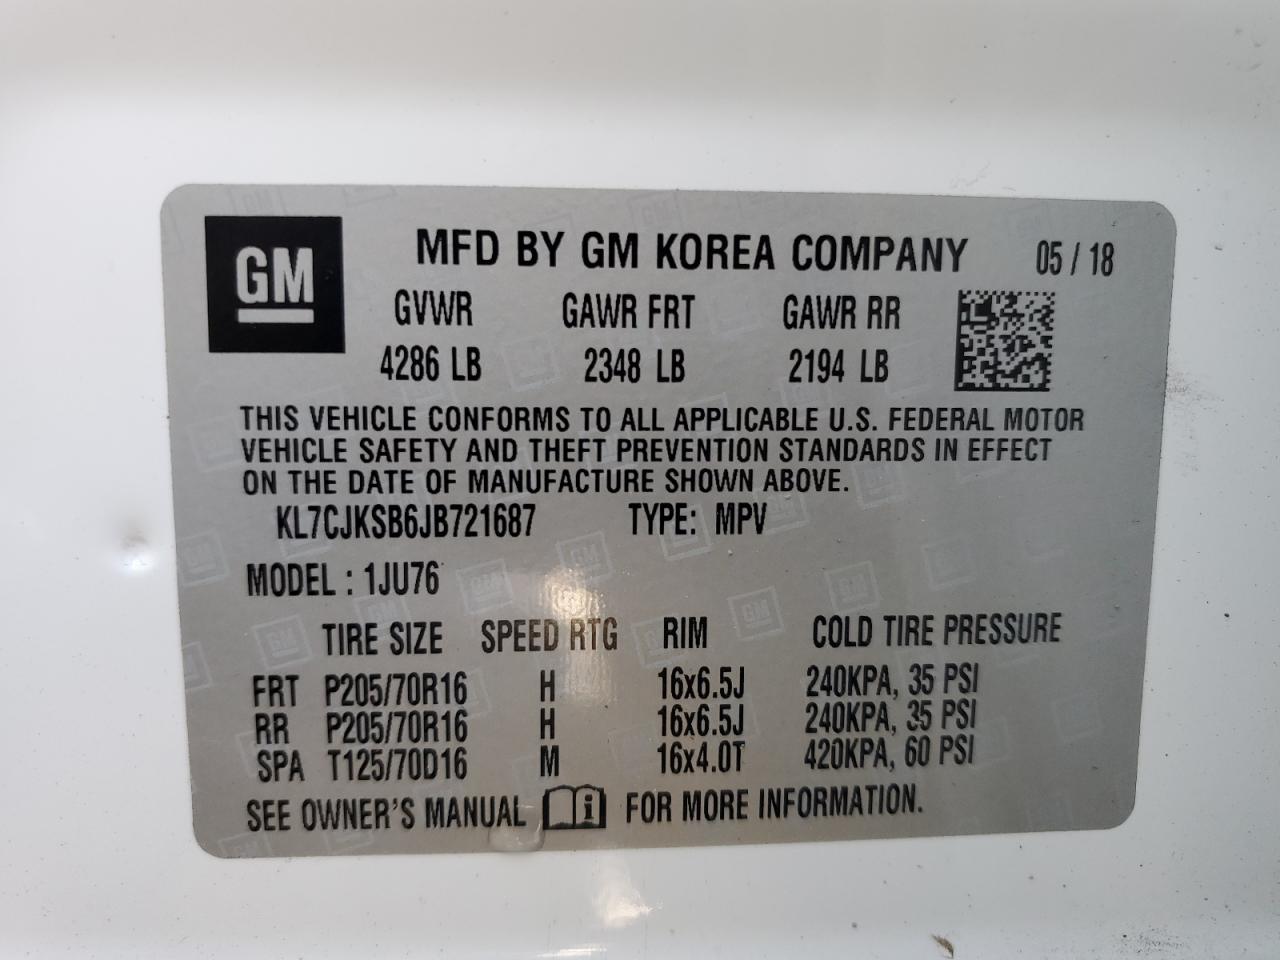 GM
MFD BY GM KOREA COMPANY 05 / 18
GVWR GAWR FRT GAWR RR
4286 LB 2348 LB 2194 LB
THIS VEHICLE CONFORMS TO ALL APPLICABLE U.S. FEDERAL MOTOR
VEHICLE SAFETY AND THEFT PREVENTION STANDARDS IN EFFECT
ON THE DATE OF MANUFACTURE SHOWN ABOVE.
KL7CJKSB6JB721687 TYPE: MPV
MODEL : 1JU76
TIRE SIZE SPEED RTG RIM COLD TIRE PRESSURE
FRT P205/70R16 H 16x6.5J 240KPA, 35 PSI
RR P205/70R16 H 16x6.5J 240KPA, 35 PSI
SPA T125/70D16 M 16x4.0T 420KPA, 60 PSI
SEE OWNER'S MANUAL i FOR MORE INFORMATION.